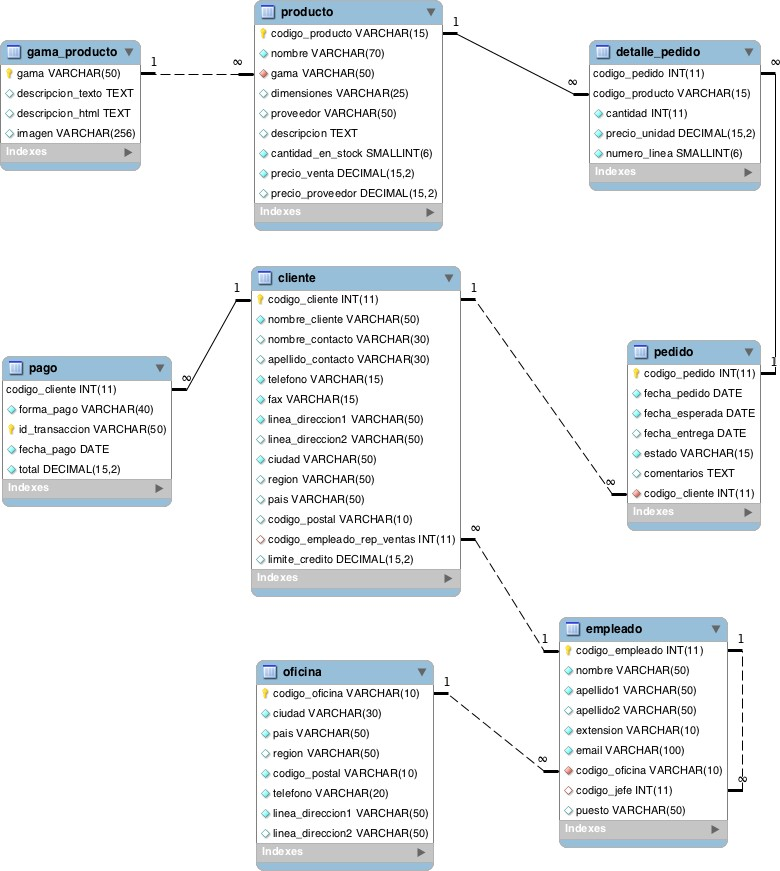 gama_producto
gama VARCHAR(50)
descripcion_texto TEXT
descripcion_html TEXT
imagen VARCHAR(256)
Indexes
1
∞
producto
codigo_producto VARCHAR(15)
nombre VARCHAR(70)
gama VARCHAR(50)
dimensiones VARCHAR(25)
proveedor VARCHAR(50)
descripcion TEXT
cantidad_en_stock SMALLINT(6)
precio_venta DECIMAL(15,2)
precio_proveedor DECIMAL(15,2)
Indexes
1
∞
detalle_pedido
codigo_pedido INT(11)
codigo_producto VARCHAR(15)
cantidad INT(11)
precio_unidad DECIMAL(15,2)
numero_linea SMALLINT(6)
Indexes
∞
1
pago
codigo_cliente INT(11)
forma_pago VARCHAR(40)
id_transaccion VARCHAR(50)
fecha_pago DATE
total DECIMAL(15,2)
Indexes
∞
1
cliente
codigo_cliente INT(11)
nombre_cliente VARCHAR(50)
nombre_contacto VARCHAR(30)
apellido_contacto VARCHAR(30)
telefono VARCHAR(15)
fax VARCHAR(15)
linea_direccion1 VARCHAR(50)
linea_direccion2 VARCHAR(50)
ciudad VARCHAR(50)
region VARCHAR(50)
pais VARCHAR(50)
codigo_postal VARCHAR(10)
codigo_empleado_rep_ventas INT(11)
limite_credito DECIMAL(15,2)
Indexes
1
∞
pedido
codigo_pedido INT(11)
fecha_pedido DATE
fecha_esperada DATE
fecha_entrega DATE
estado VARCHAR(15)
comentarios TEXT
codigo_cliente INT(11)
Indexes
∞
1
oficina
codigo_oficina VARCHAR(10)
ciudad VARCHAR(30)
pais VARCHAR(50)
region VARCHAR(50)
codigo_postal VARCHAR(10)
telefono VARCHAR(20)
linea_direccion1 VARCHAR(50)
linea_direccion2 VARCHAR(50)
Indexes
1
∞
empleado
codigo_empleado INT(11)
nombre VARCHAR(50)
apellido1 VARCHAR(50)
apellido2 VARCHAR(50)
extension VARCHAR(10)
email VARCHAR(100)
codigo_oficina VARCHAR(10)
codigo_jefe INT(11)
puesto VARCHAR(50)
Indexes
1
∞